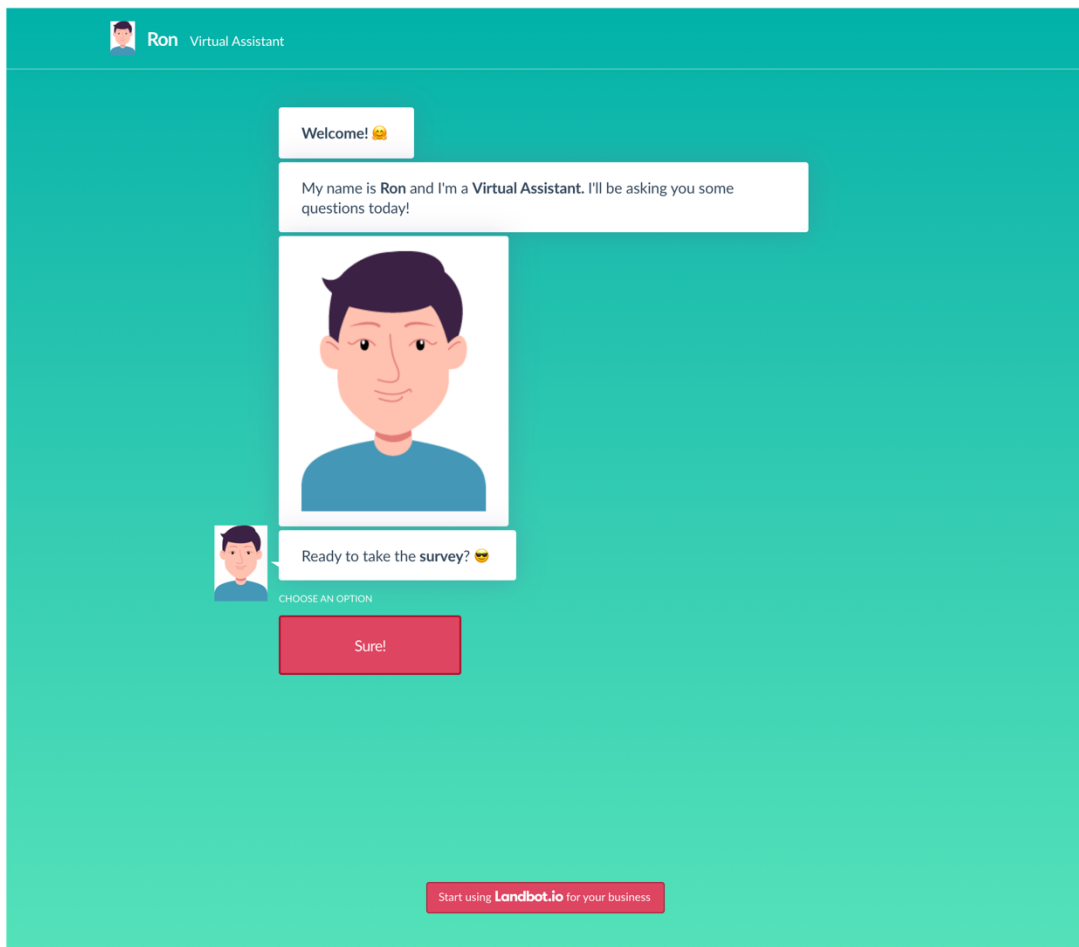 Ron Virtual Assistant
Welcome! 🤗
My name is Ron and I'm a Virtual Assistant. I'll be asking you some
questions today!
Ready to take the survey? 😎
CHOOSE AN OPTION
Sure!
Start using Landbot.io for your business